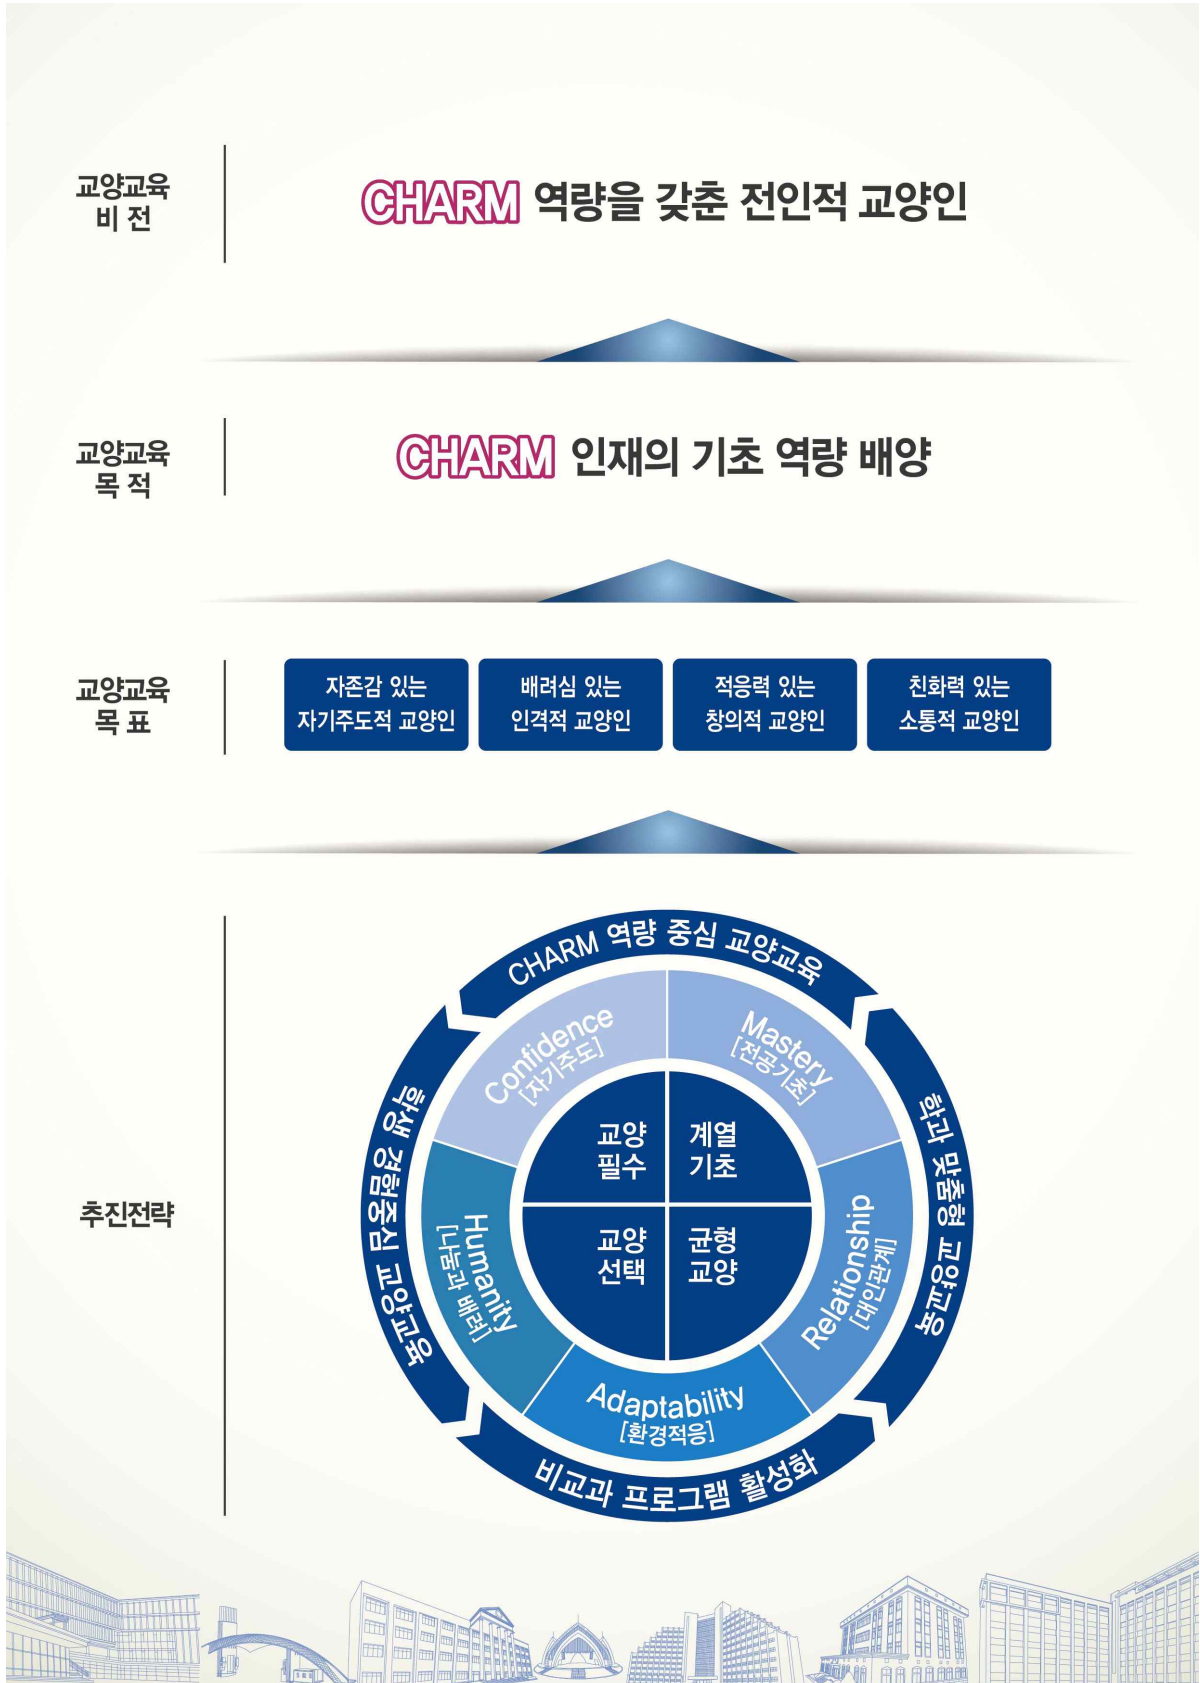 교양교육
비 전
CHARM 역량을 갖춘 전인적 교양인
교양교육
목 적
CHARM 인재의 기초 역량 배양
교양교육
목 표
자존감 있는
자기주도적 교양인
배려심 있는
인격적 교양인
적응력 있는
창의적 교양인
친화력 있는
소통적 교양인
추진전략
CHARM 역량 중심 교양교육
학과 맞춤형 교양교육
비교과 프로그램 활성화
학생 경험중심 교양교육
Confidence
[자기주도]
Mastery
[전공기초]
Relationship
[대인관계]
Adaptability
[환경적응]
Humanity
[나눔과 배려]
교양
필수
계열
기초
교양
선택
균형
교양